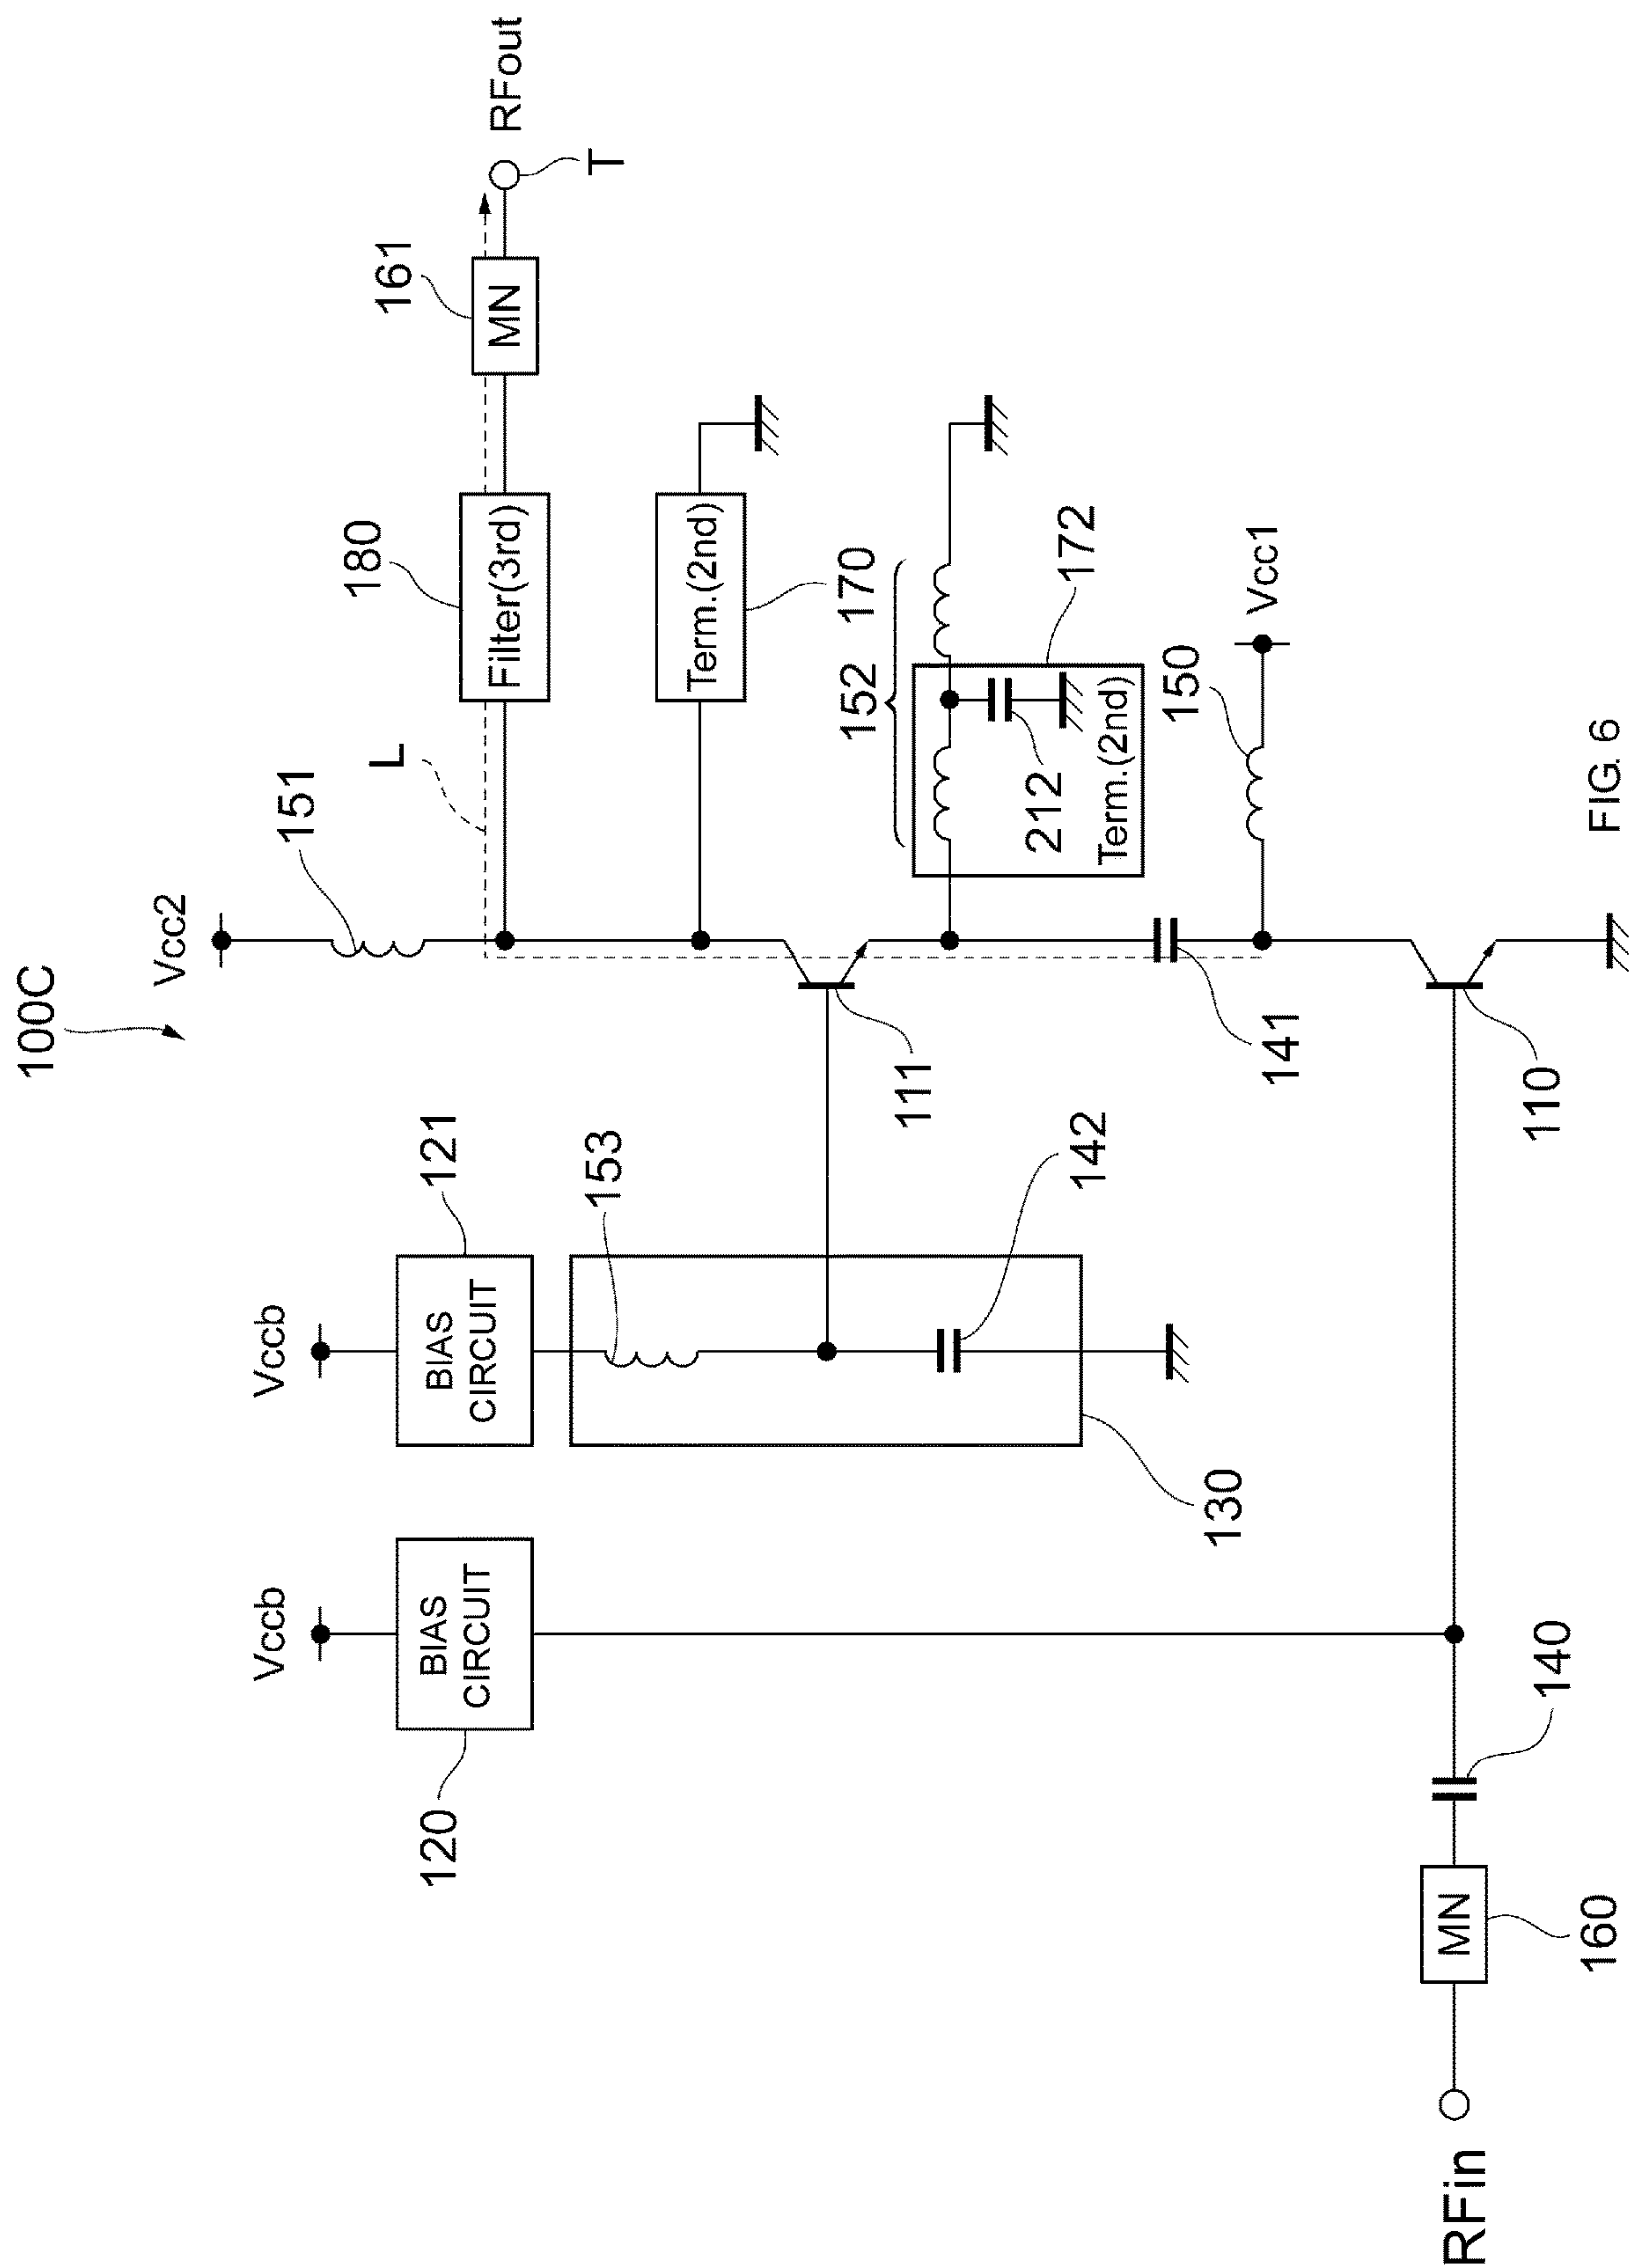 100C
Vcc2
151
L
180
Filter(3rd)
161
MN
RFout
T
Vccb
Vccb
120
BIAS
CIRCUIT
121
BIAS
CIRCUIT
153
142
130
111
Term.(2nd)
170
152
172
212
Term.(2nd)
141
150
Vcc1
110
RFin
MN
160
140
FIG. 6